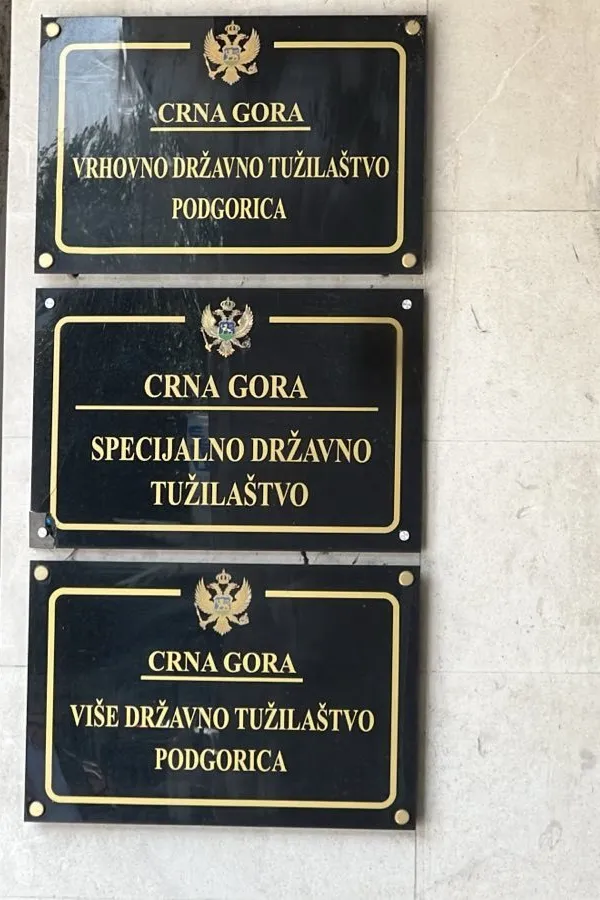 CRNA GORA
VRHOVNO DRŽAVNO TUŽILAŠTVO
PODGORICA
CRNA GORA
SPECIJALNO DRŽAVNO
TUŽILAŠTVO
CRNA GORA
VIŠE DRŽAVNO TUŽILAŠTVO
PODGORICA